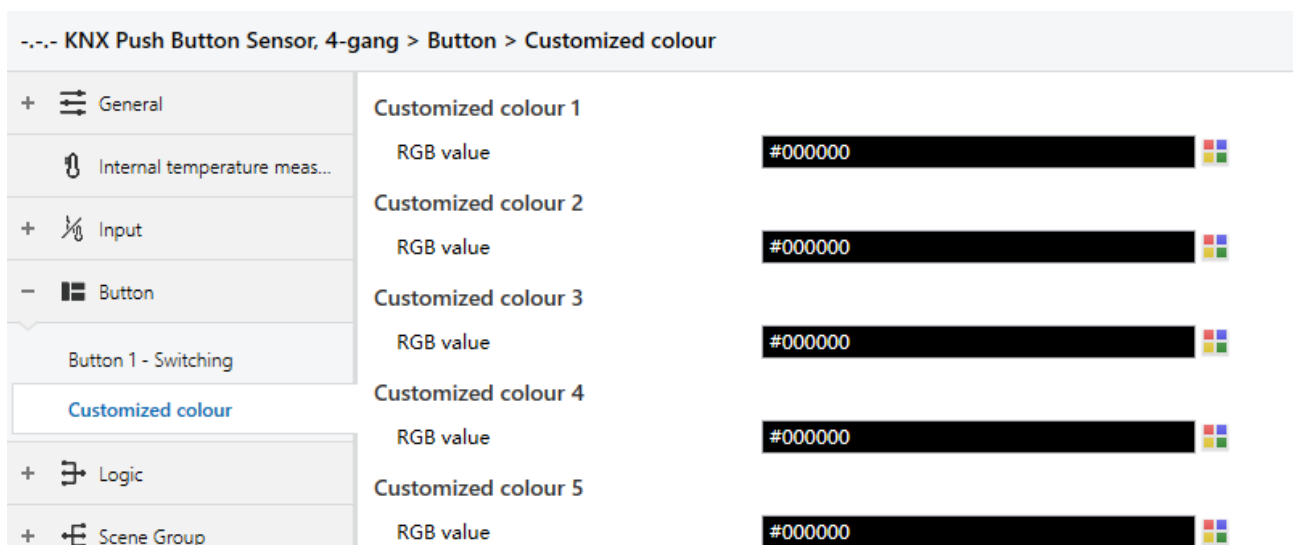 -.-.- KNX Push Button Sensor, 4-gang > Button > Customized colour
+ General
Internal temperature meas...
+ Input
− Button
Button 1 - Switching
Customized colour
+ Logic
+ Scene Group
Customized colour 1
RGB value #000000
Customized colour 2
RGB value #000000
Customized colour 3
RGB value #000000
Customized colour 4
RGB value #000000
Customized colour 5
RGB value #000000